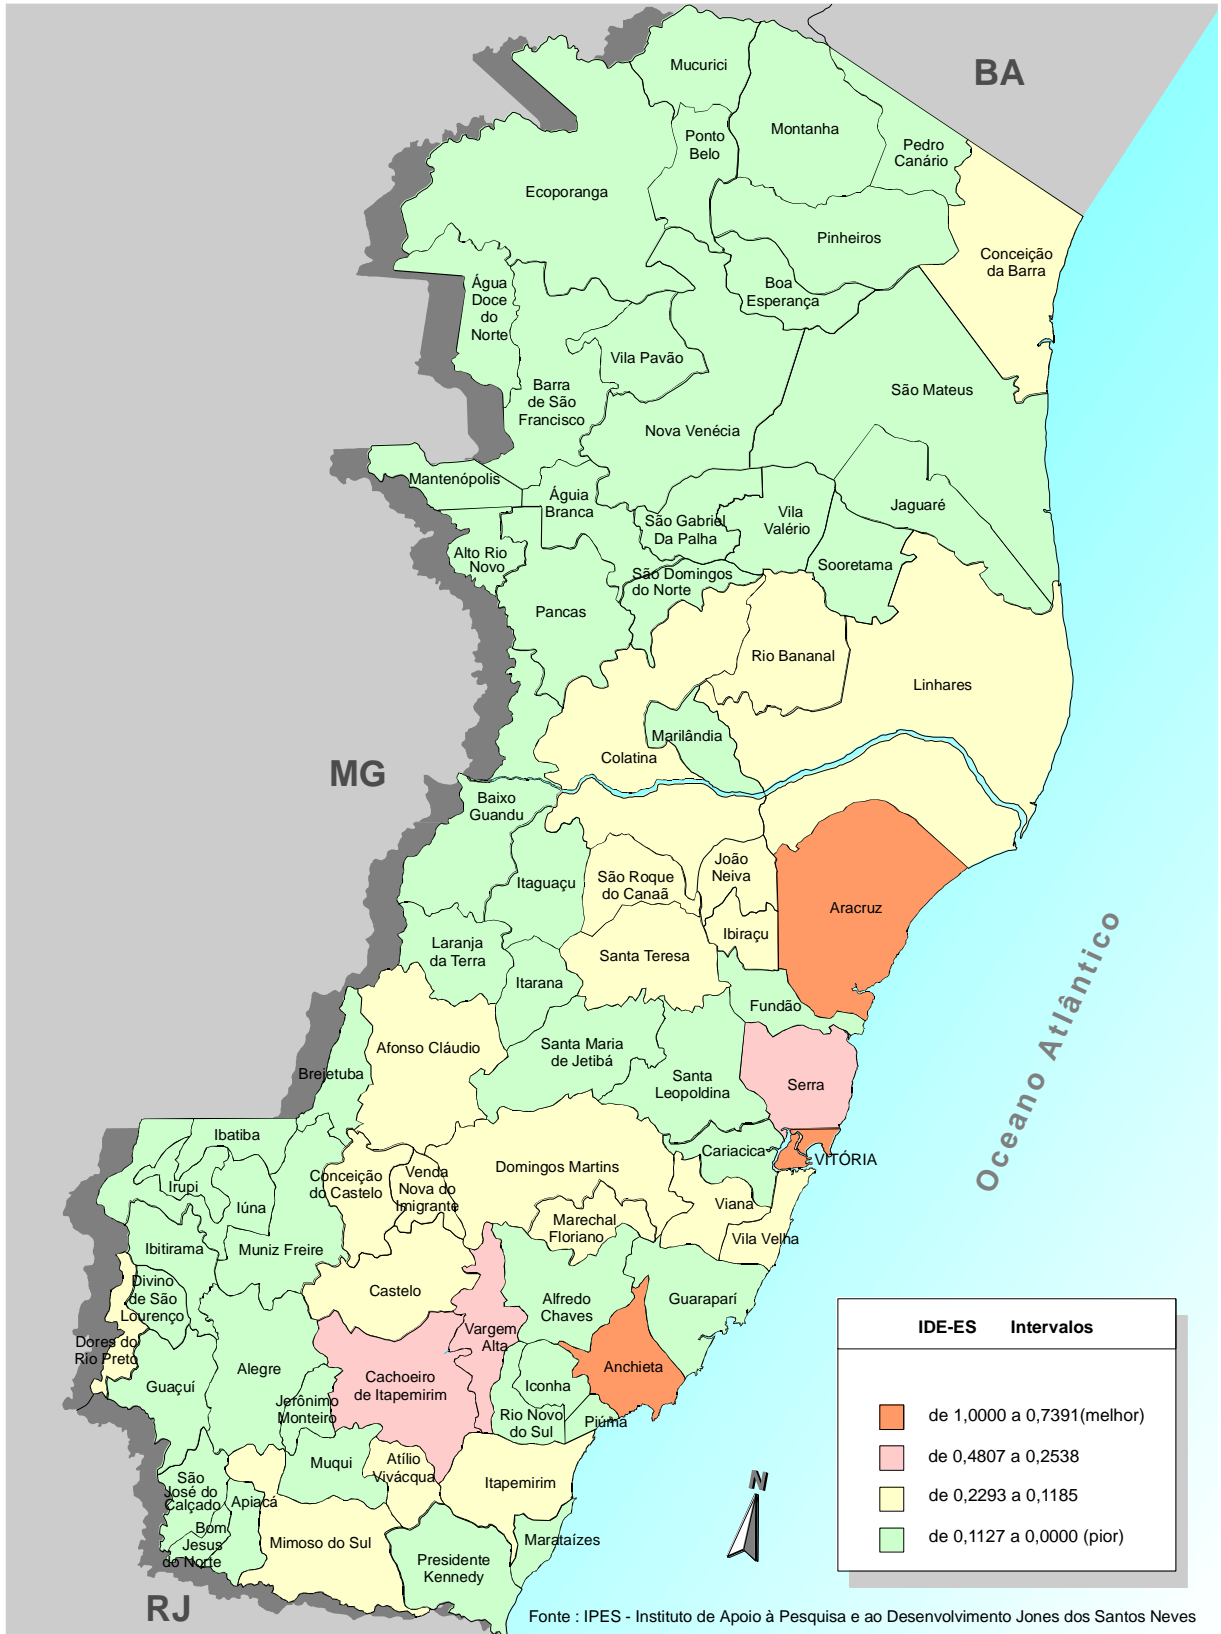 BA
Mucurici
Montanha
Ponto
Belo
Pedro
Canário
Ecoporanga
Pinheiros
Conceição
da Barra
Água
Doce
do
Norte
Boa
Esperança
Vila Pavão
Barra
de São
Francisco
São Mateus
Nova Venécia
Mantenópolis
Águia
Branca
São Gabriel
Da Palha
Vila
Valério
Jaguaré
Alto Rio
Novo
Sooretama
São Domingos
do Norte
Pancas
Rio Bananal
Linhares
Marilândia
Colatina
MG
Baixo
Guandu
Itaguaçu
São Roque
do Canaã
João
Neiva
Aracruz
Ibiraçu
Laranja
da Terra
Santa Teresa
Itarana
Fundão
Oceano Atlântico
Afonso Cláudio
Santa Maria
de Jetibá
Brejetuba
Santa
Leopoldina
Serra
Ibatiba
Cariacica
VITÓRIA
Domingos Martins
Conceição
do Castelo
Venda
Nova do
Imigrante
Irupi
Iúna
Viana
Marechal
Floriano
Vila Velha
Ibitirama
Muniz Freire
Divino
de São
Lourenço
Castelo
Alfredo
Chaves
Guaraparí
Vargem
Alta
Dores do
Rio Preto
Alegre
Anchieta
Guaçuí
Cachoeiro
de Itapemirim
Iconha
Jerônimo
Monteiro
Rio Novo
do Sul
Piúma
Muqui
Atílio
Vivácqua
Itapemirim
São
José do
Calçado
Apiacá
Bom
Jesus
do Norte
Mimoso do Sul
Marataízes
Presidente
Kennedy
RJ
N
IDE-ES Intervalos
de 1,0000 a 0,7391(melhor)
de 0,4807 a 0,2538
de 0,2293 a 0,1185
de 0,1127 a 0,0000 (pior)
Fonte : IPES - Instituto de Apoio à Pesquisa e ao Desenvolvimento Jones dos Santos Neves